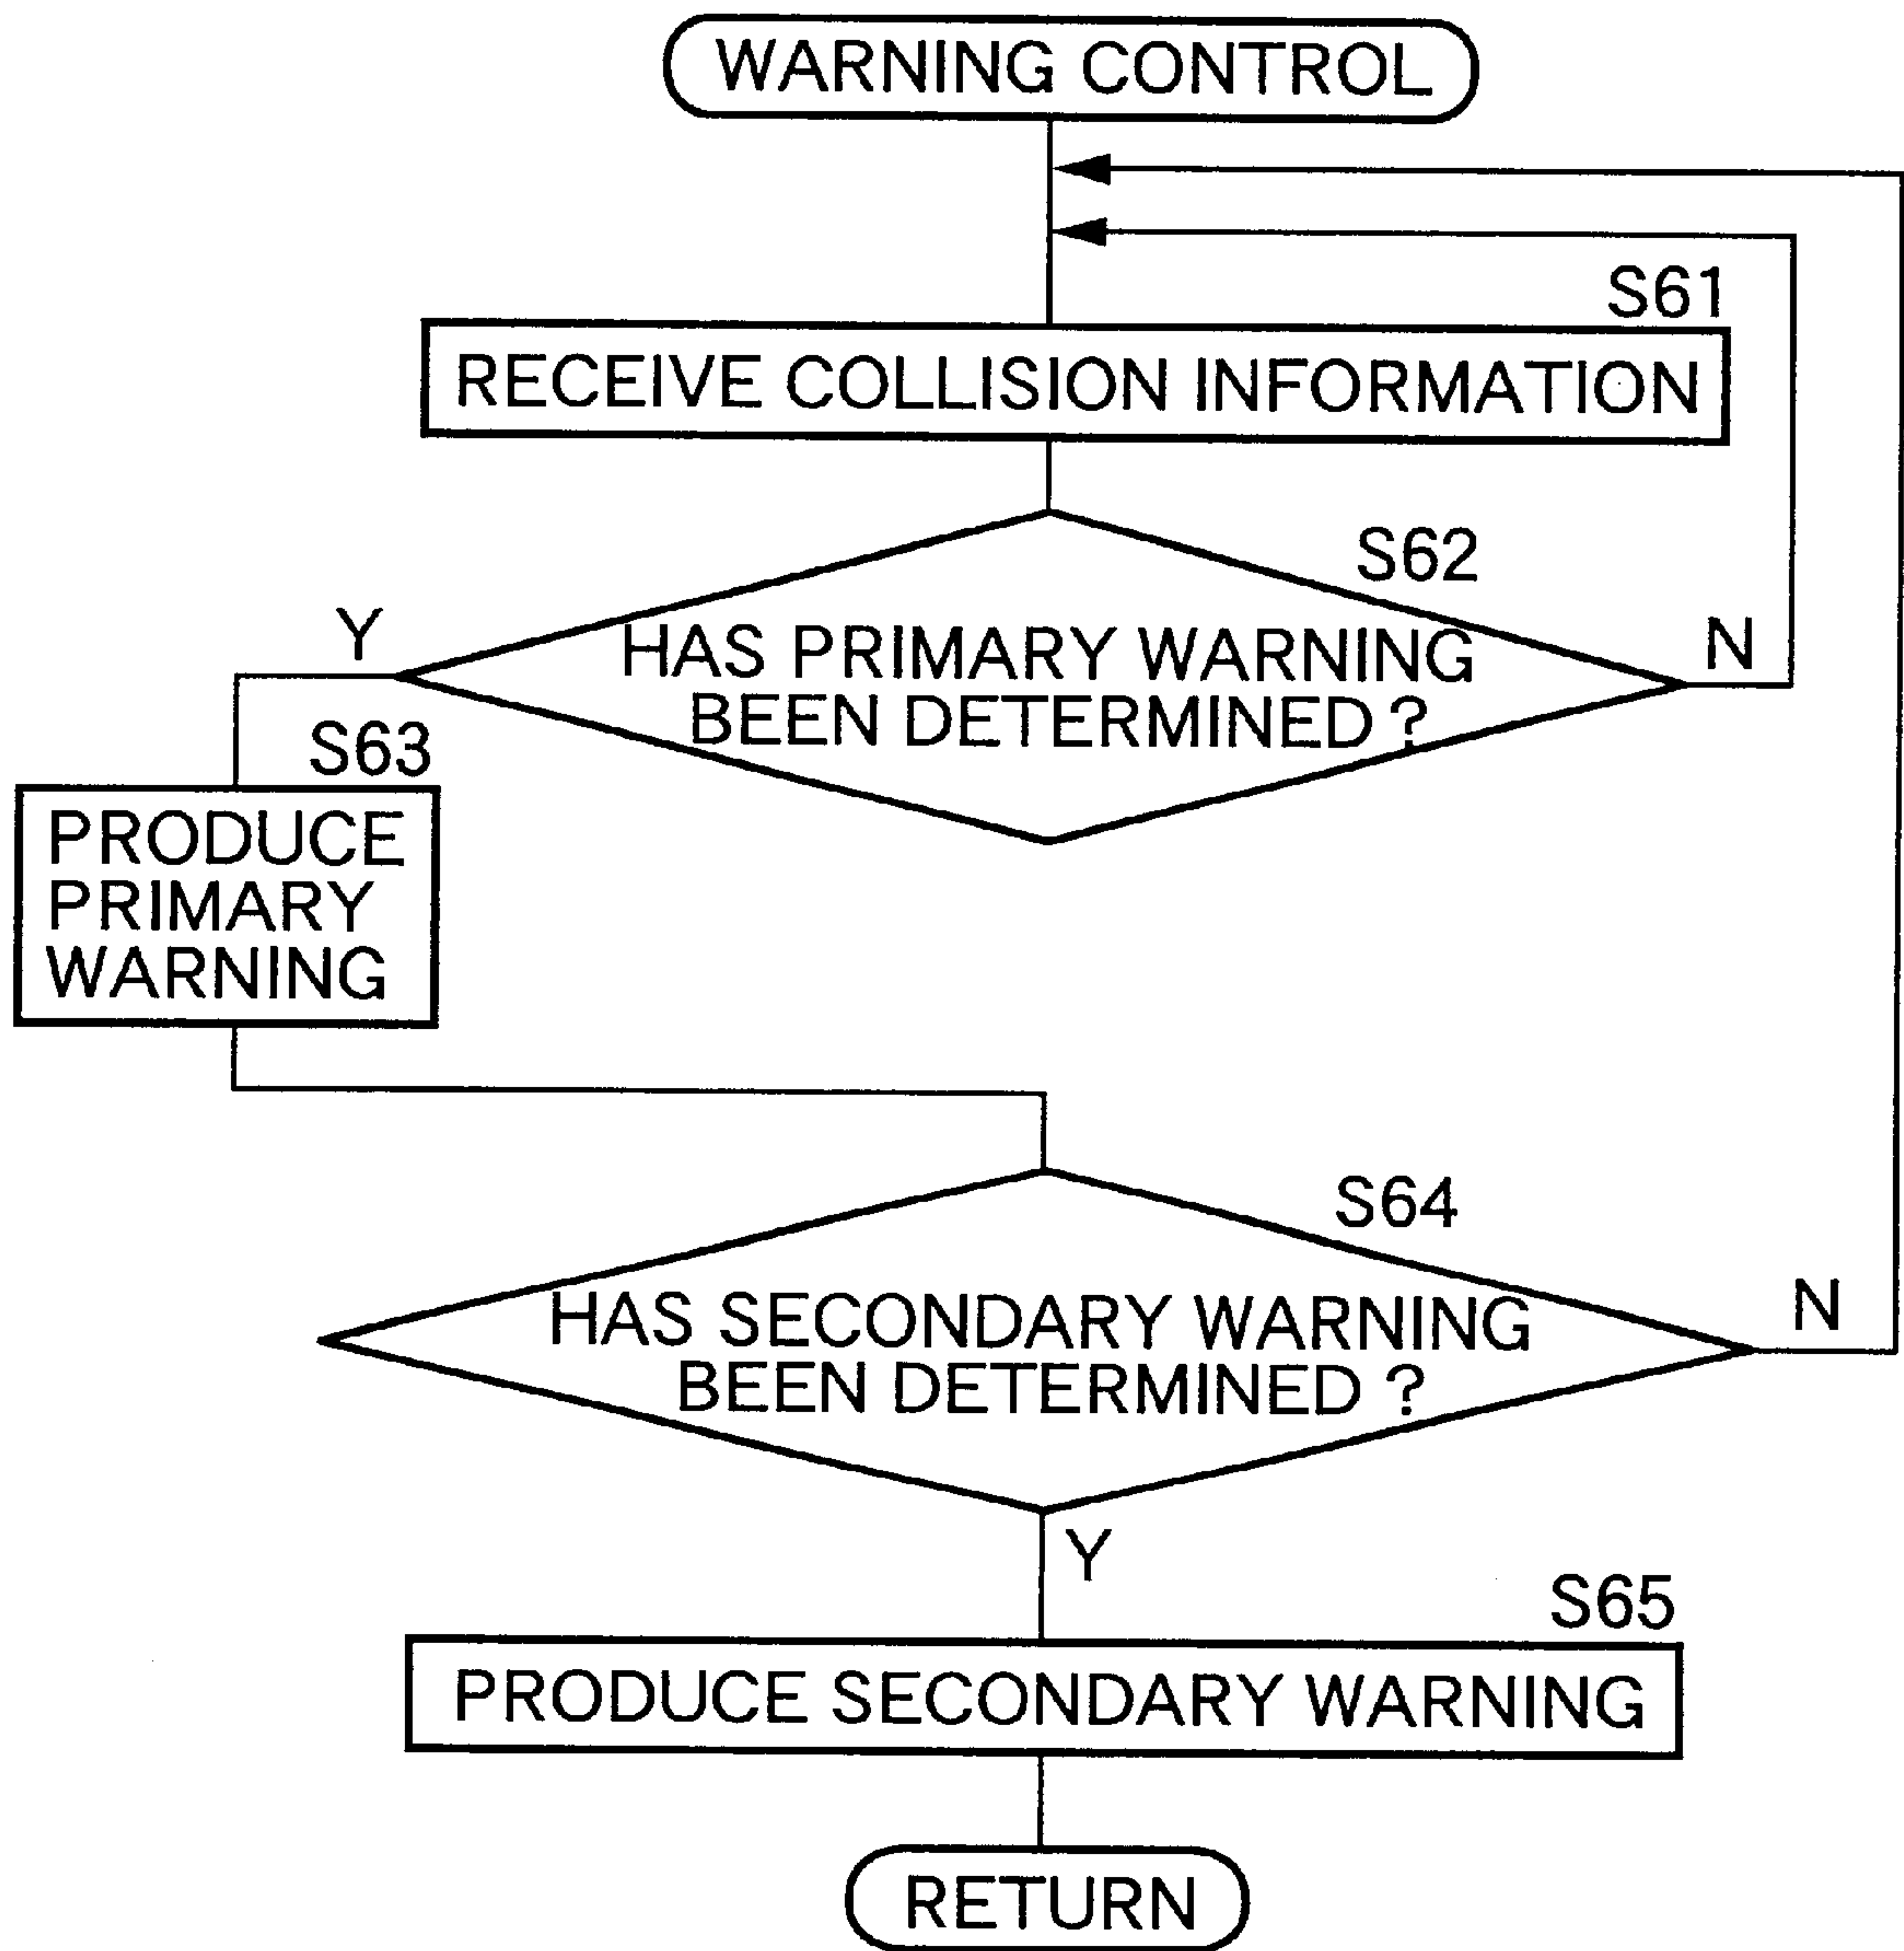 WARNING CONTROL
S61
RECEIVE COLLISION INFORMATION
S62
Y
HAS PRIMARY WARNING
BEEN DETERMINED ?
N
S63
PRODUCE
PRIMARY
WARNING
S64
HAS SECONDARY WARNING
BEEN DETERMINED ?
N
Y
S65
PRODUCE SECONDARY WARNING
RETURN